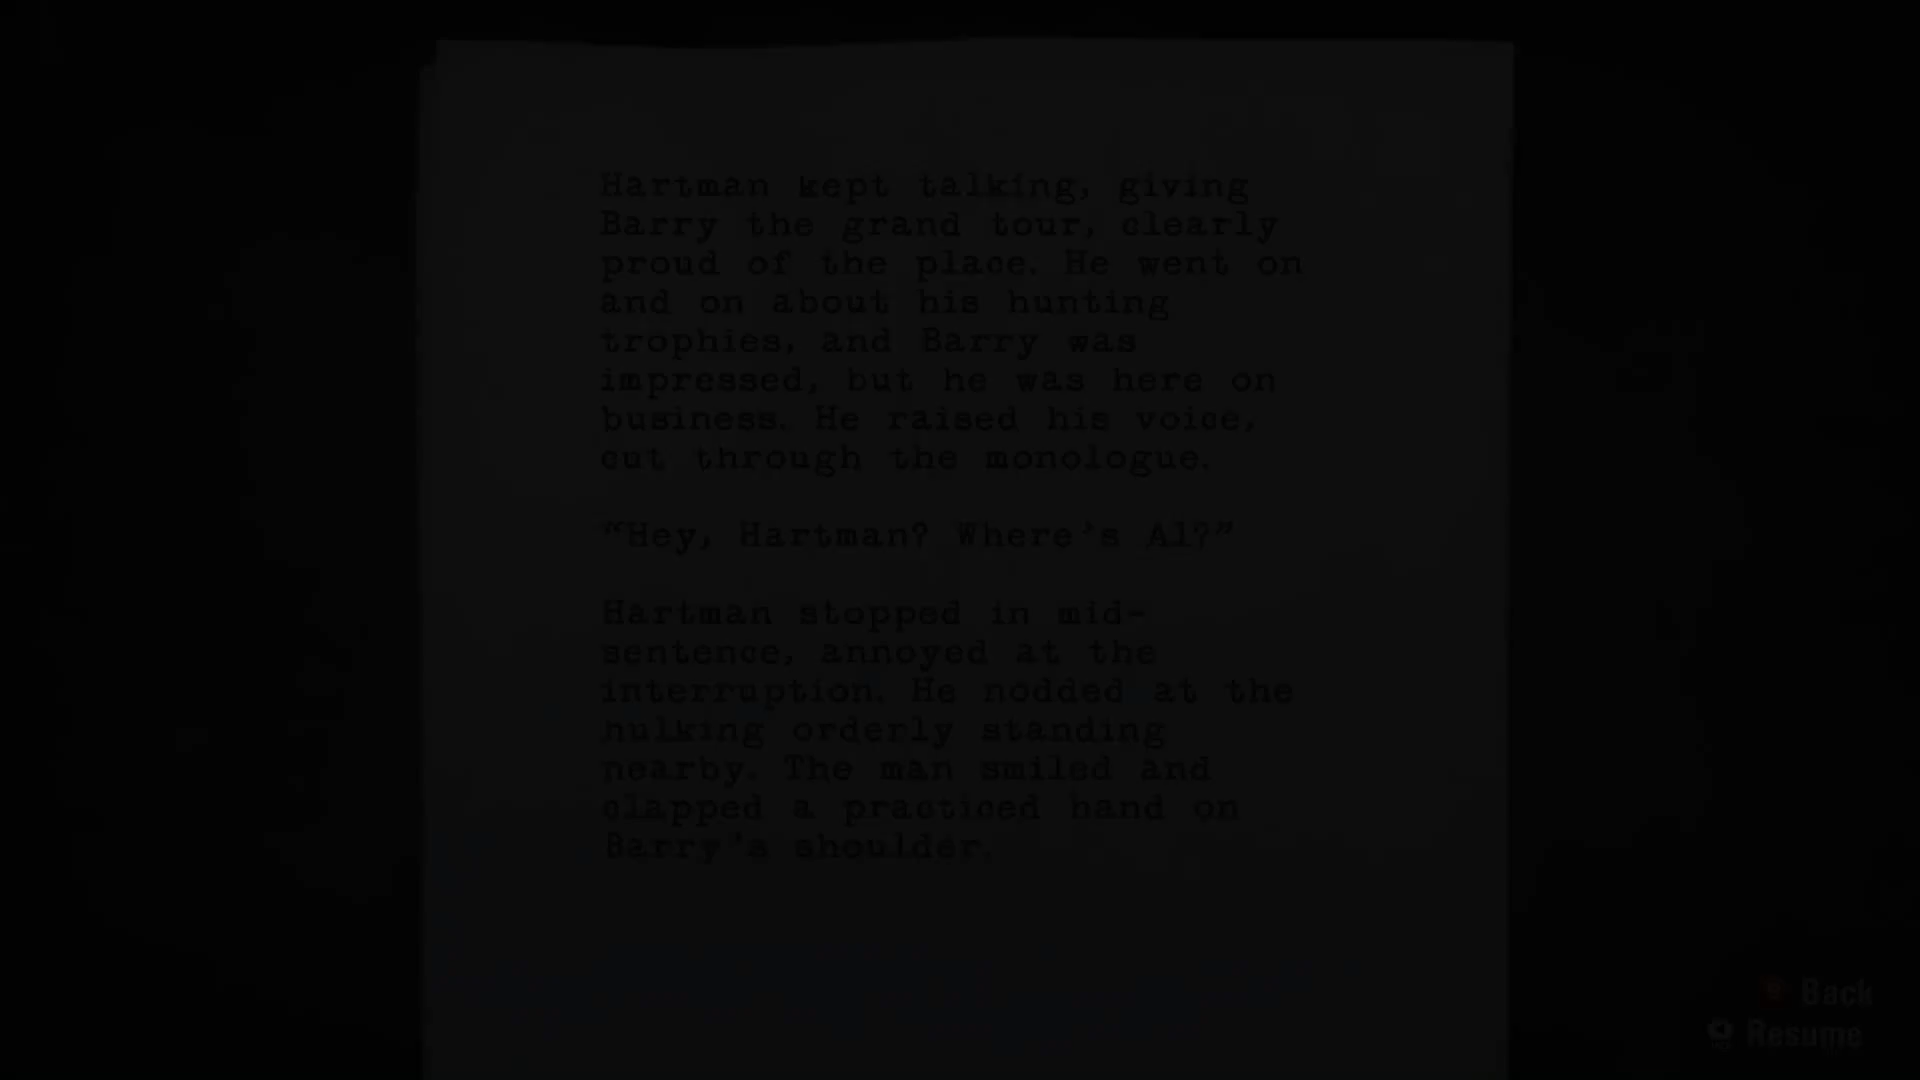 Hartman kept talking, giving
Barry the grand tour, clearly
proud of the place. He went on
and on about his hunting
trophies, and Barry was
impressed, but he was here on
business. He raised his voice,
cut through the monologue.
“Hey, Hartman? Where’s Al?”
Hartman stopped in mid-
sentence, annoyed at the
interruption. He nodded at the
hulking orderly standing
nearby. The man smiled and
clapped a practiced hand on
Barry’s shoulder.
Back
Resume